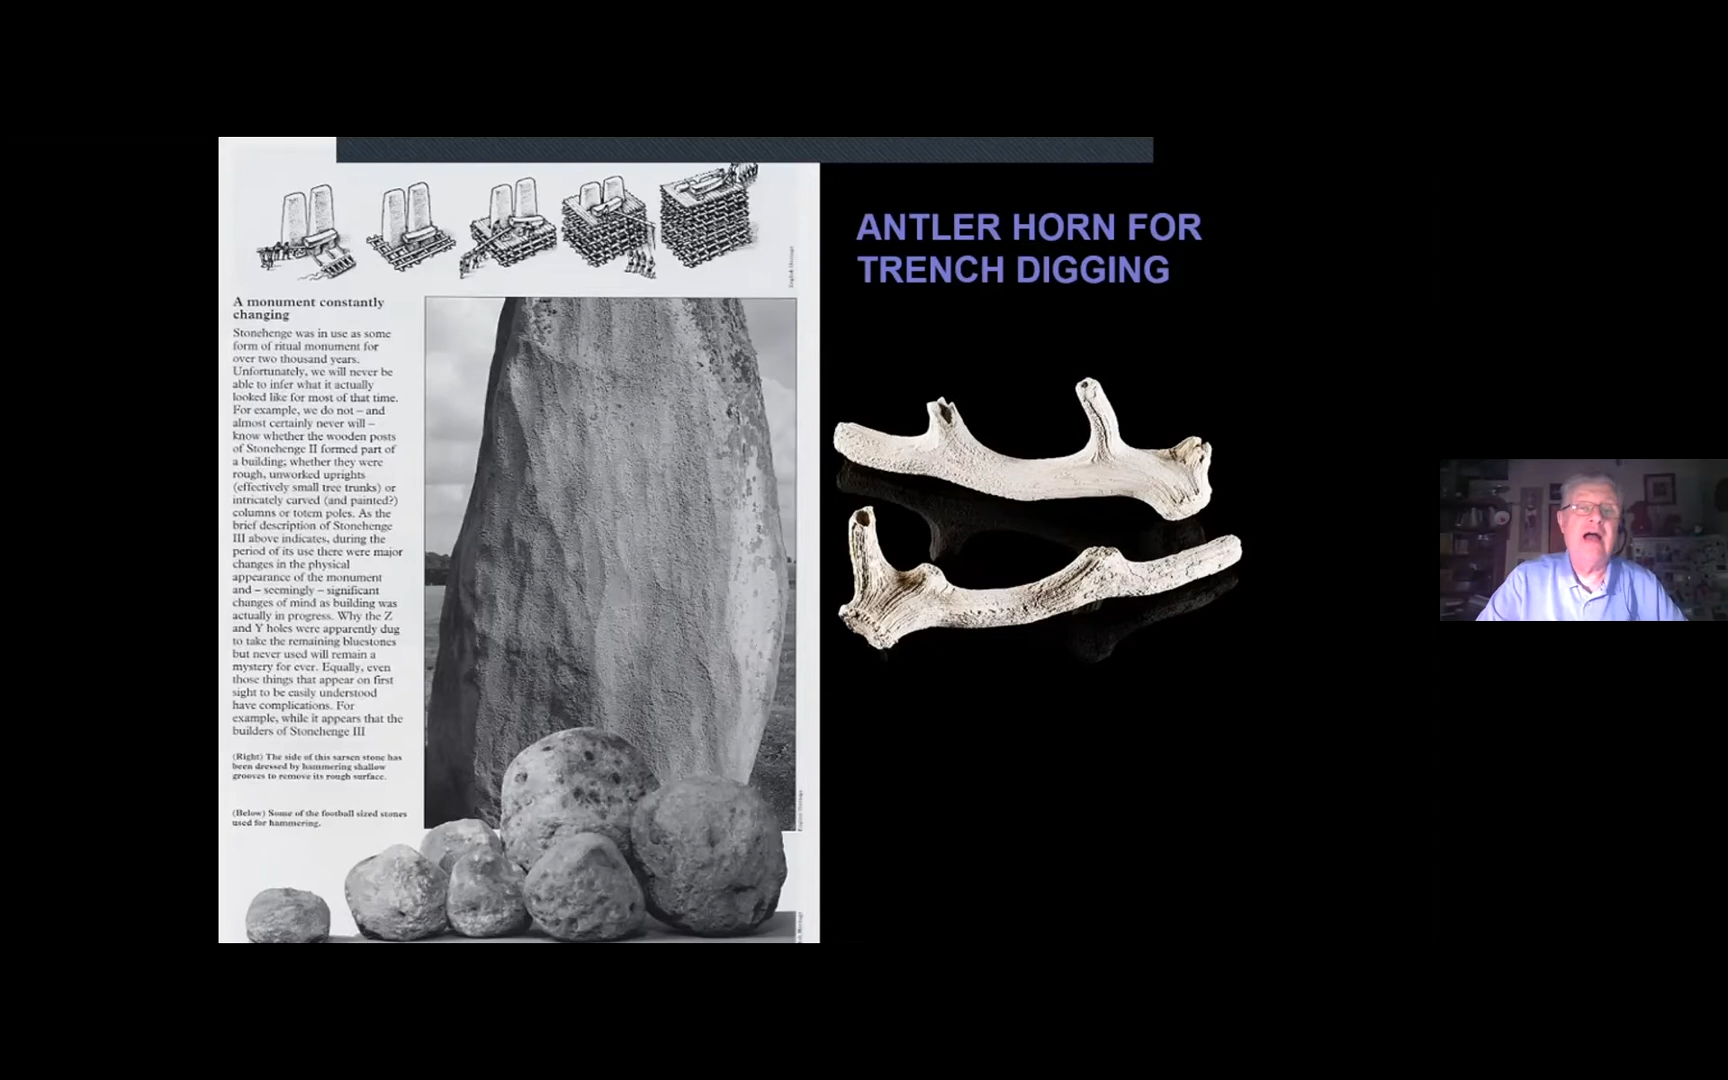 English Heritage
A monument constantly
changing
Stonehenge was in use as some
form of ritual monument for
over two thousand years.
Unfortunately, we will never be
able to infer what it actually
looked like for most of that time.
For example, we do not – and
almost certainly never will –
know whether the wooden posts
of Stonehenge II formed part of
a building; whether they were
rough, unworked uprights
(effectively small tree trunks) or
intricately carved (and painted?)
columns or totem poles. As the
brief description of Stonehenge
III above indicates, during the
period of its use there were major
changes in the physical
appearance of the monument
and – seemingly – significant
changes of mind as building was
actually in progress. Why the Z
and Y holes were apparently dug
to take the remaining bluestones
but never used will remain a
mystery for ever. Equally, even
those things that appear on first
sight to be easily understood
have complications. For
example, while it appears that the
builders of Stonehenge III
(Right) The side of this sarsen stone has
been dressed by hammering shallow
grooves to remove its rough surface.
(Below) Some of the football sized stones
used for hammering.
English Heritage
ANTLER HORN FOR
TRENCH DIGGING